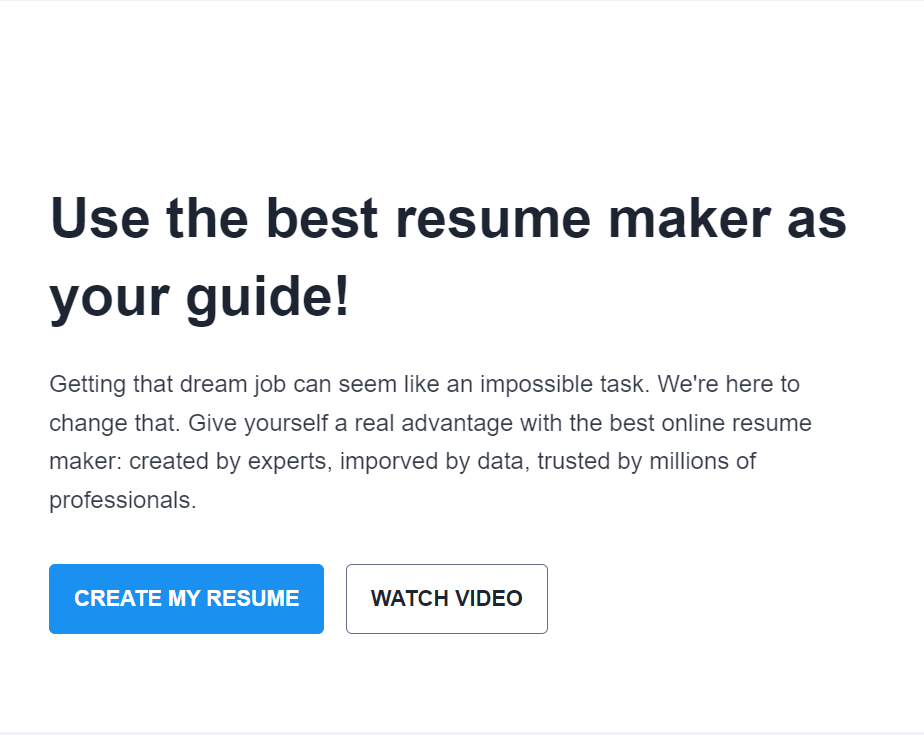 Use the best resume maker as
your guide!
Getting that dream job can seem like an impossible task. We're here to
change that. Give yourself a real advantage with the best online resume
maker: created by experts, imporved by data, trusted by millions of
professionals.
CREATE MY RESUME
WATCH VIDEO